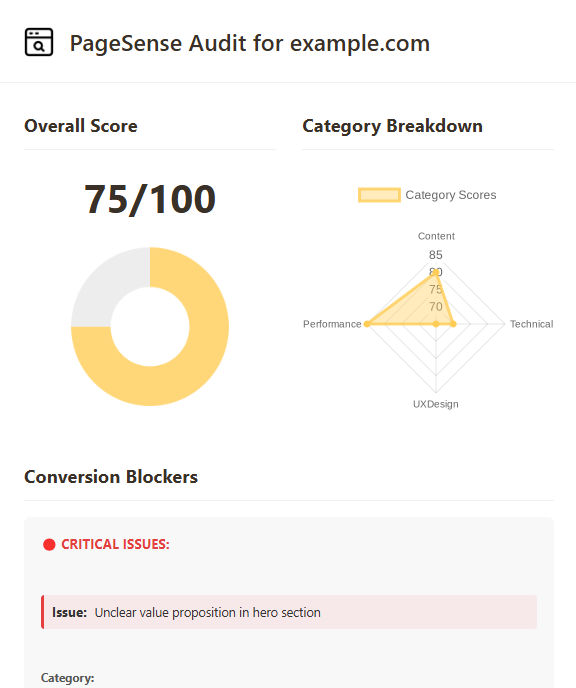 PageSense Audit for example.com
Overall Score
75/100
Category Breakdown
Category Scores
Content
85
80
75
70
Performance
Technical
UXDesign
Conversion Blockers
CRITICAL ISSUES:
Issue: Unclear value proposition in hero section
Category: